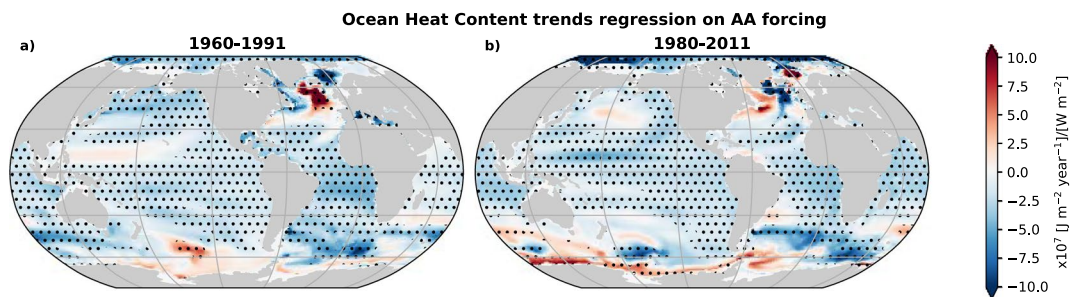 Ocean Heat Content trends regression on AA forcing
a)
1960-1991
b)
1980-2011
10.0
7.5
5.0
2.5
0.0
−2.5
−5.0
−7.5
−10.0
x10⁷ [J m⁻² year⁻¹]/[W m⁻²]